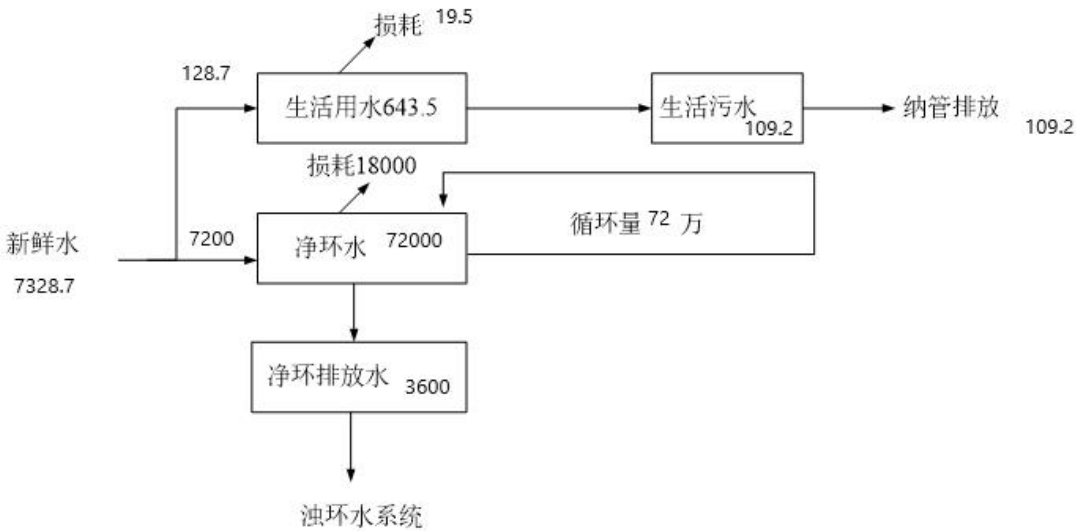 损耗 19.5
128.7
生活用水643.5
生活污水
109.2
纳管排放
109.2
损耗18000
循环量 72 万
新鲜水
7328.7
7200
净环水 72000
净环排放水 3600
浊环水系统